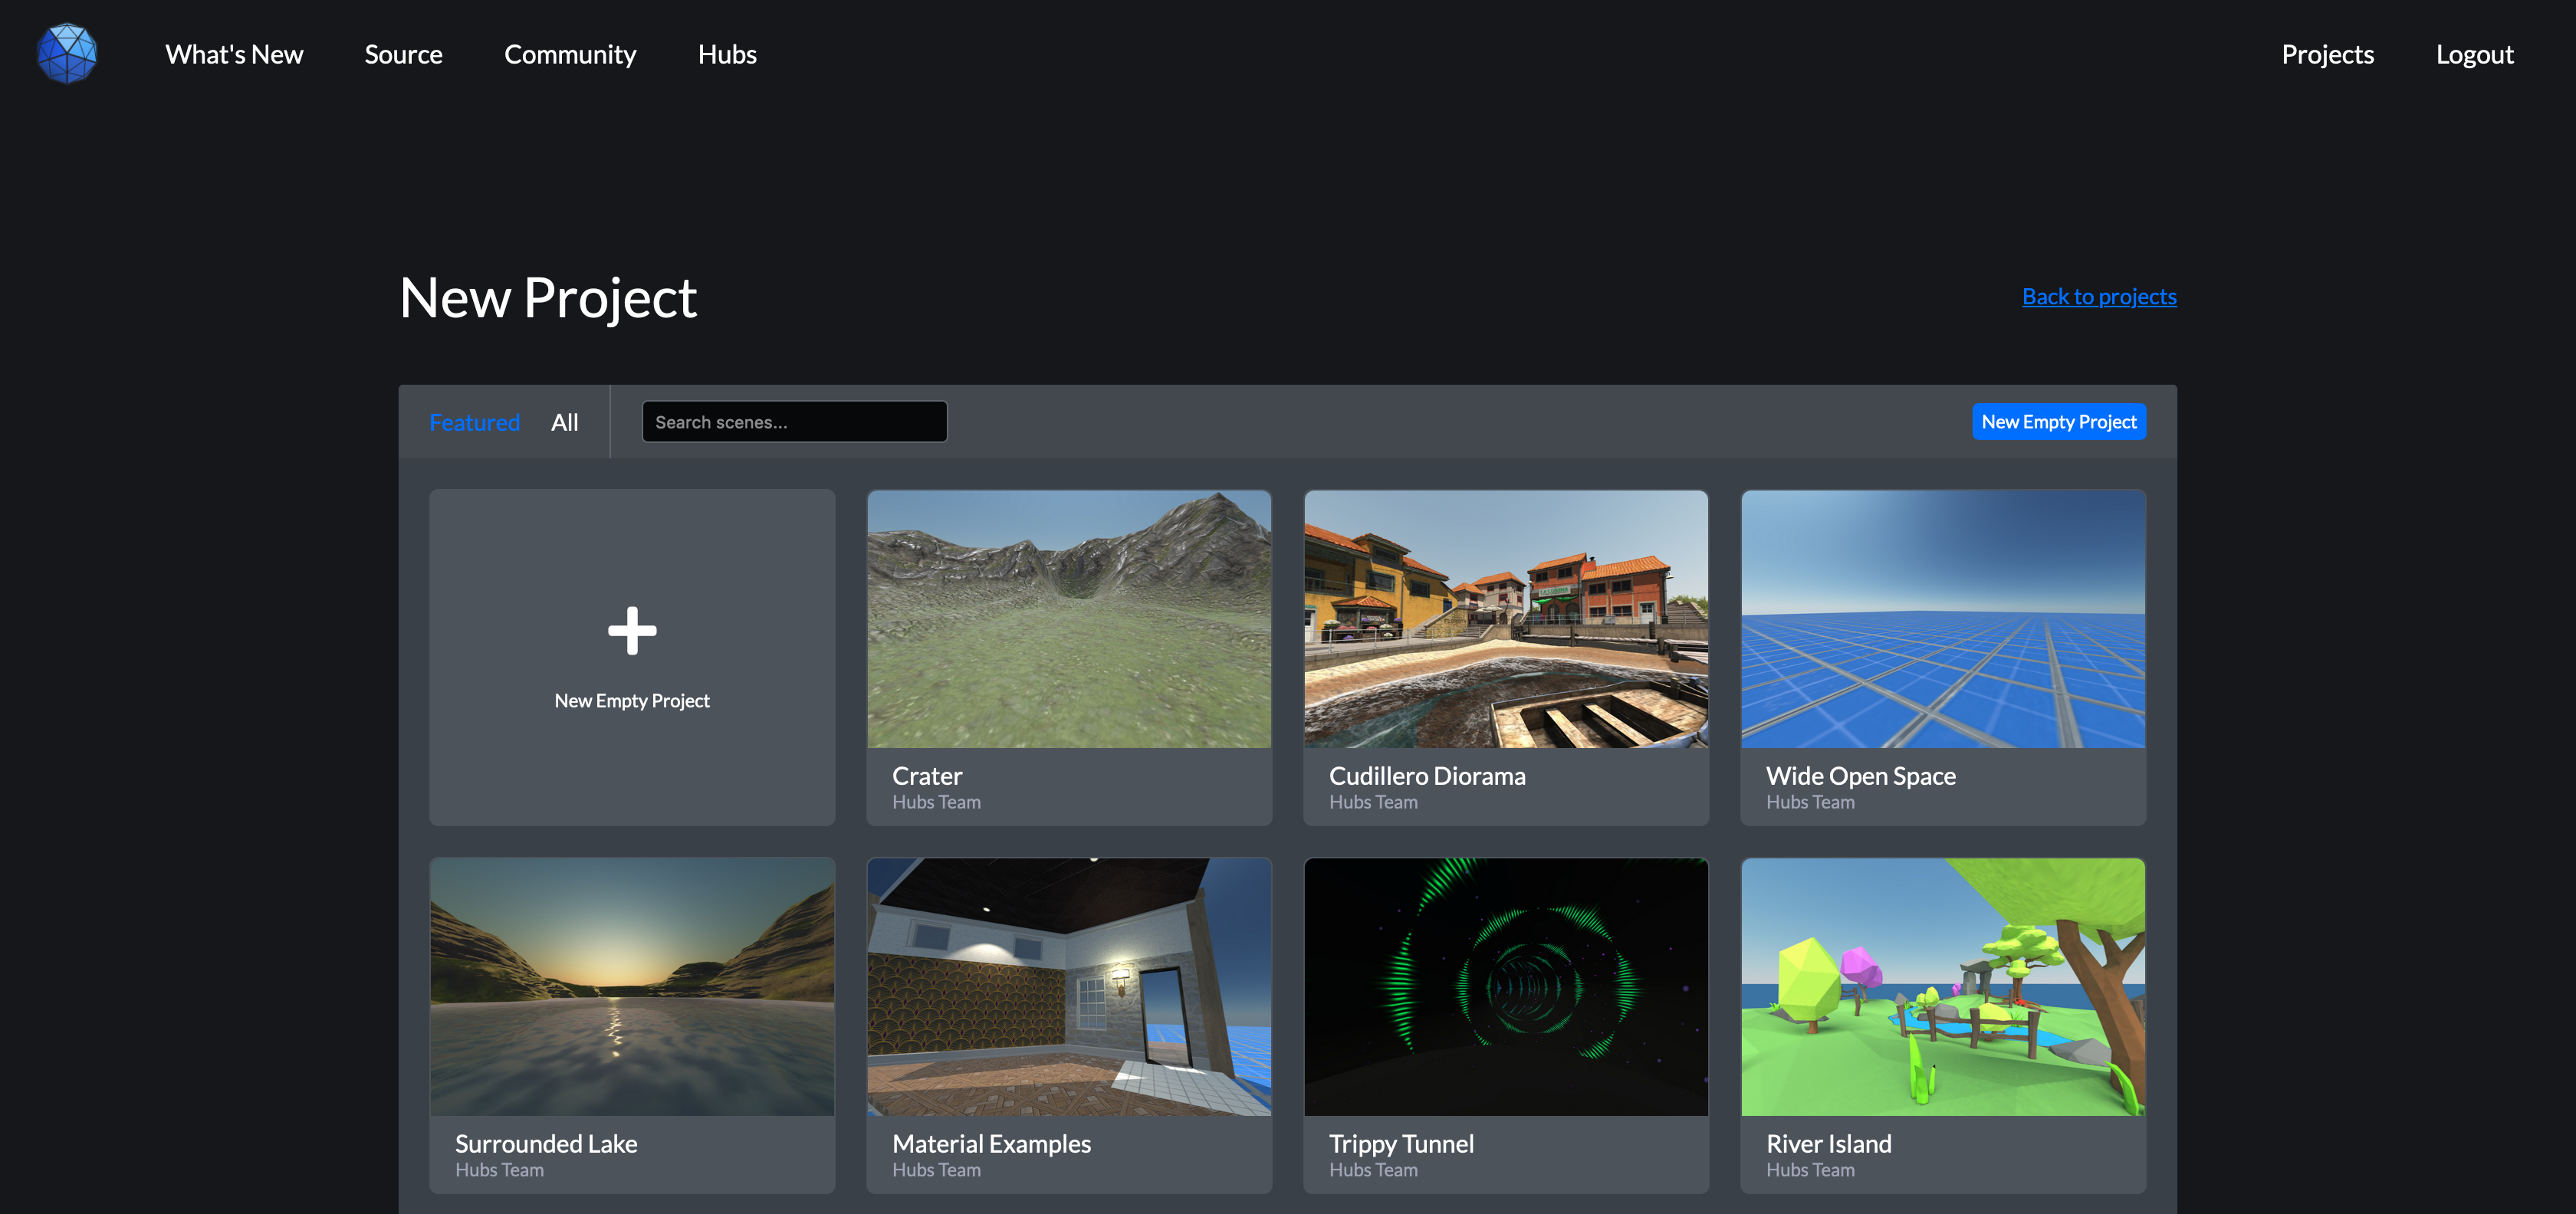 What's New Source Community Hubs Projects Logout
New Project Back to projects
Featured All Search scenes... New Empty Project
New Empty Project
Crater
Hubs Team
Cudillero Diorama
Hubs Team
Wide Open Space
Hubs Team
Surrounded Lake
Hubs Team
Material Examples
Hubs Team
Trippy Tunnel
Hubs Team
River Island
Hubs Team